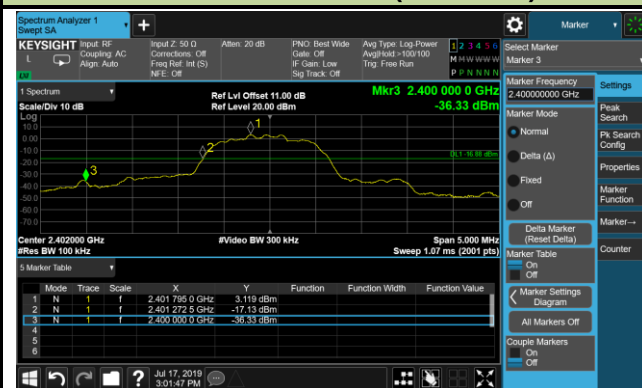 Spectrum Analyzer 1
Swept SA
+
Marker
KEYSIGHT
L
Input: RF
Coupling: AC
Align: Auto
Input Z: 50 Ω
Corrections: Off
Freq Ref: Int (S)
NFE: Off
Atten: 20 dB
PNO: Best Wide
Gate: Off
IF Gain: Low
Sig Track: Off
Avg Type: Log-Power
Avg|Hold:>100/100
Trig: Free Run
1 2 3 4 5 6
M W W W W W
P P N N N N
Select Marker
Marker 3
1 Spectrum
Scale/Div 10 dB
Log
Ref Lvl Offset 11.00 dB
Ref Level 20.00 dBm
Mkr3 2.400 000 0 GHz
-36.33 dBm
10.0
0.00
-10.0
-20.0
-30.0
-40.0
-50.0
-60.0
-70.0
1
2
3
DL1 -16.88 dBm
Center 2.402000 GHz
#Res BW 100 kHz
#Video BW 300 kHz
Span 5.000 MHz
Sweep 1.07 ms (2001 pts)
5 Marker Table
Mode Trace Scale X Y Function Function Width Function Value
1 N 1 f 2.401 795 0 GHz 3.119 dBm
2 N 1 f 2.401 272 5 GHz -17.13 dBm
3 N 1 f 2.400 000 0 GHz -36.33 dBm
4
5
6
Marker Frequency
2.400000000 GHz
Marker Mode
Normal
Delta (Δ)
Fixed
Off
Delta Marker
(Reset Delta)
Marker Table
On
Off
Marker Settings
Diagram
All Markers Off
Couple Markers
On
Off
Settings
Peak
Search
Pk Search
Config
Properties
Marker
Function
Marker→
Counter
?
Jul 17, 2019
3:01:47 PM